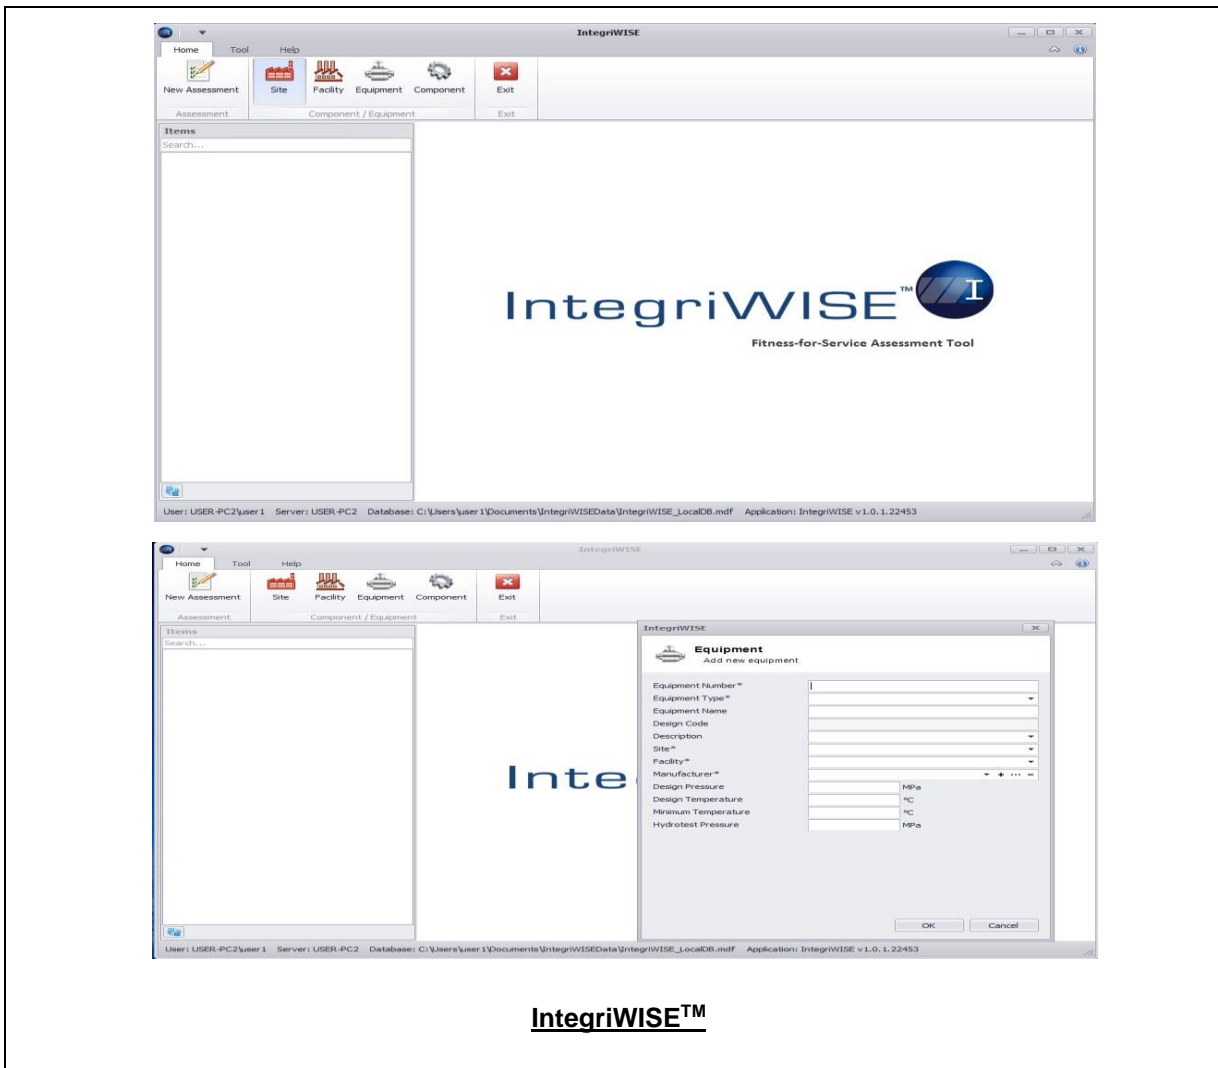 IntegriWISE
Home Tool Help
New Assessment Site Facility Equipment Component Exit
Assessment Component / Equipment Exit
Items
Search...
IntegriWISE™ I
Fitness-for-Service Assessment Tool
User: USER-PC2\user1 Server: USER-PC2 Database: C:\Users\user1\Documents\IntegriWISEData\IntegriWISE_LocalDB.mdf Application: IntegriWISE v1.0.1.22453
IntegriWISE
Home Tool Help
New Assessment Site Facility Equipment Component Exit
Assessment Component / Equipment Exit
Items
Search...
Inte
IntegriWISE
Equipment
Add new equipment
Equipment Number*
Equipment Type*
Equipment Name
Design Code
Description
Site*
Facility*
Manufacturer*
Design Pressure MPa
Design Temperature °C
Minimum Temperature °C
Hydrotest Pressure MPa
OK Cancel
User: USER-PC2\user1 Server: USER-PC2 Database: C:\Users\user1\Documents\IntegriWISEData\IntegriWISE_LocalDB.mdf Application: IntegriWISE v1.0.1.22453
IntegriWISE™